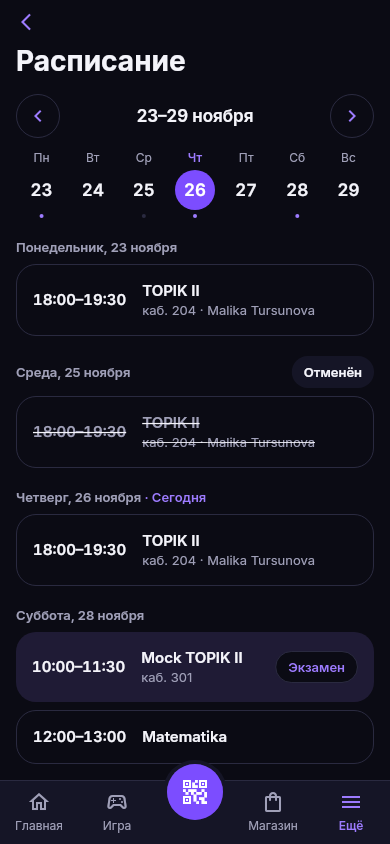 Расписание
23–29 ноября
Пн Вт Ср Чт Пт Сб Вс
23 24 25 26 27 28 29
Понедельник, 23 ноября
18:00–19:30 TOPIK II
каб. 204 · Malika Tursunova
Среда, 25 ноября Отменён
18:00–19:30 TOPIK II
каб. 204 · Malika Tursunova
Четверг, 26 ноября · Сегодня
18:00–19:30 TOPIK II
каб. 204 · Malika Tursunova
Суббота, 28 ноября
10:00–11:30 Mock TOPIK II Экзамен
каб. 301
12:00–13:00 Matematika
Главная Игра Магазин Ещё